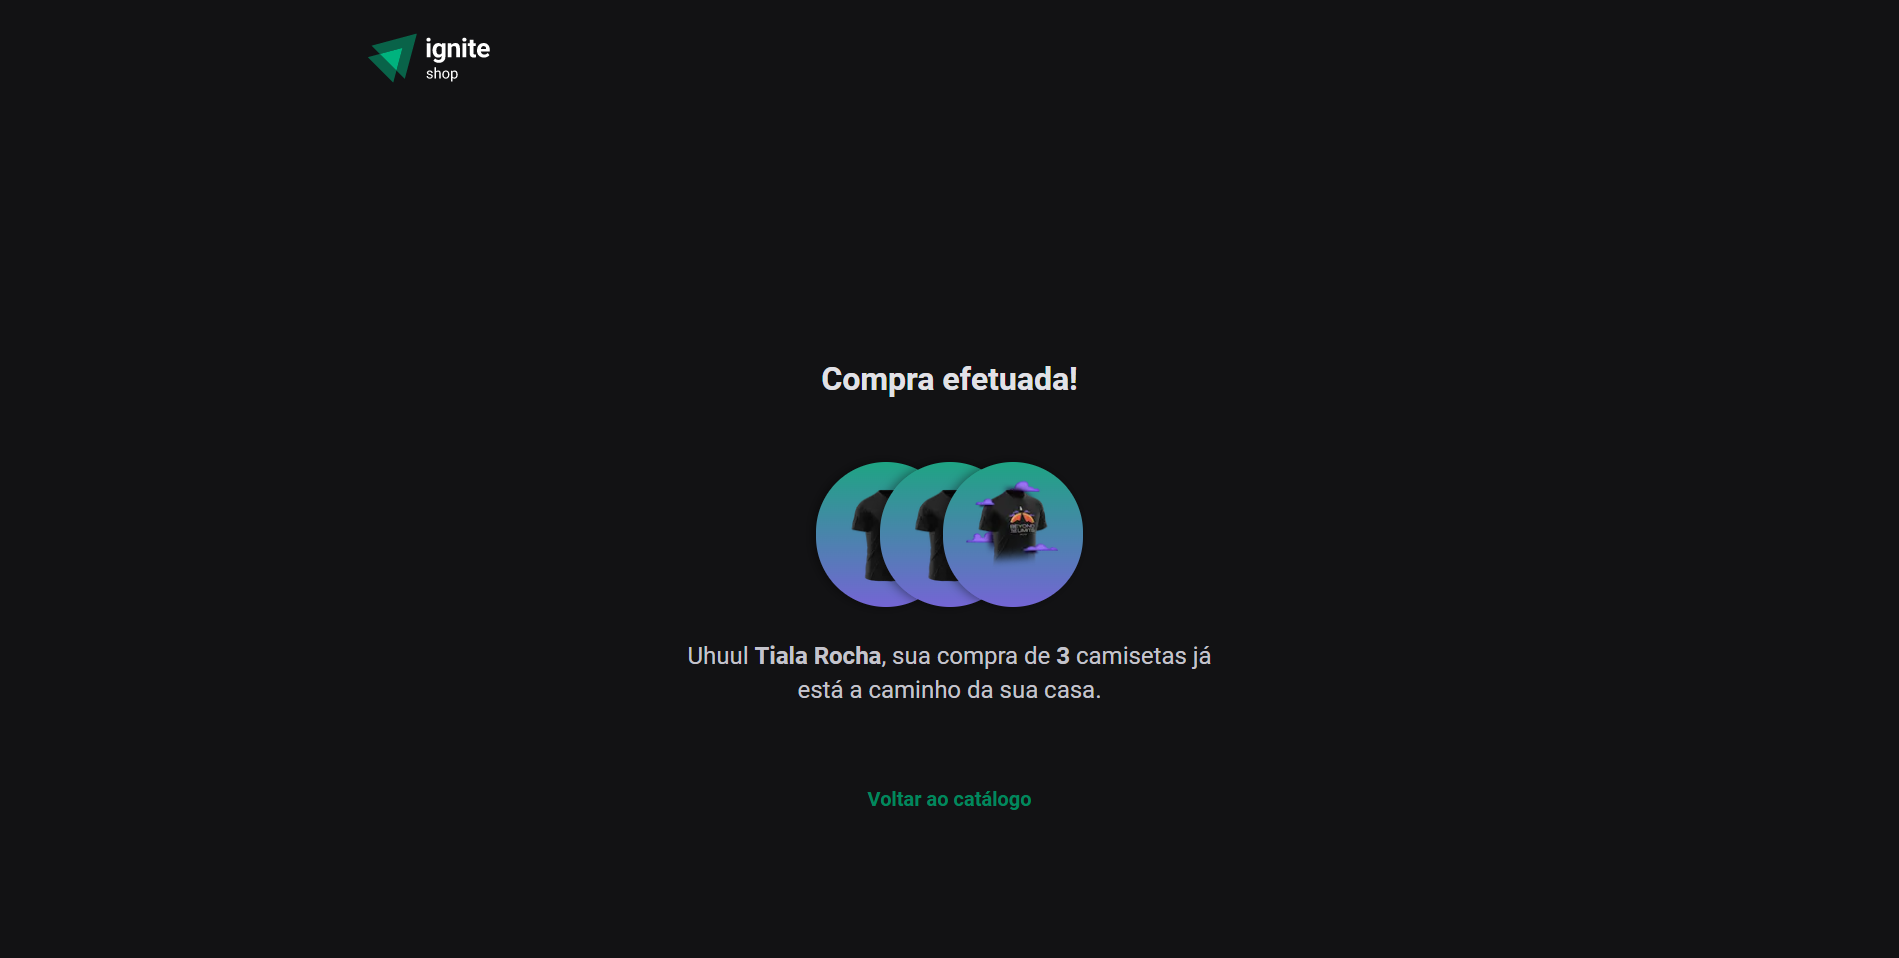 ignite
shop
Compra efetuada!
BEYOND
Uhuul Tiala Rocha, sua compra de 3 camisetas já
está a caminho da sua casa.
Voltar ao catálogo